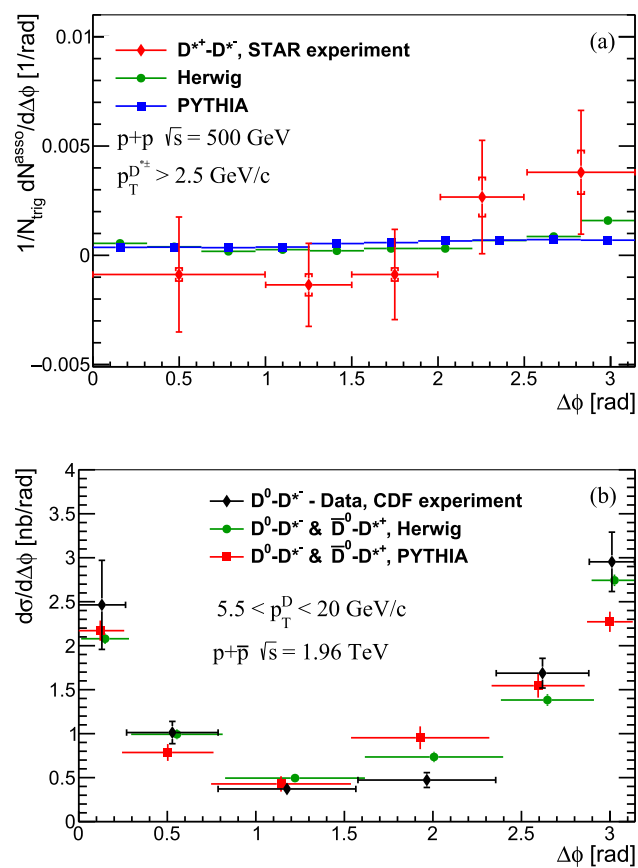 0.01
(a)
D*+-D*-, STAR experiment
Herwig
PYTHIA
p+p √s = 500 GeV
p_T^{D*±} > 2.5 GeV/c
1/N_trig dN^asso/dΔϕ [1/rad]
0.005
0
−0.005
0 0.5 1 1.5 2 2.5 3
Δϕ [rad]
4
(b)
D⁰-D*- - Data, CDF experiment
D⁰-D*- & D̅⁰-D*+, Herwig
D⁰-D*- & D̅⁰-D*+, PYTHIA
5.5 < p_T^D < 20 GeV/c
p+p̅ √s = 1.96 TeV
dσ/dΔϕ [nb/rad]
3.5
3
2.5
2
1.5
1
0.5
0
0 0.5 1 1.5 2 2.5 3
Δϕ [rad]